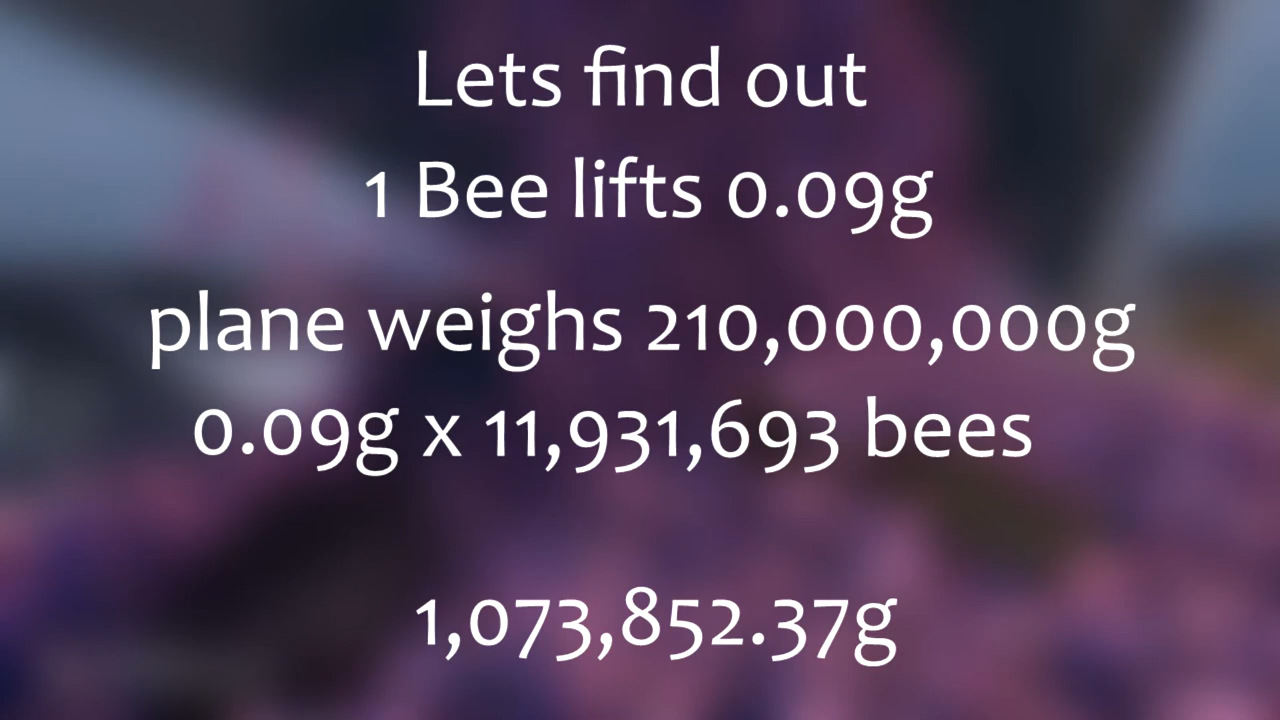 Lets find out
1 Bee lifts 0.09g
plane weighs 210,000,000g
0.09g x 11,931,693 bees
1,073,852.37g